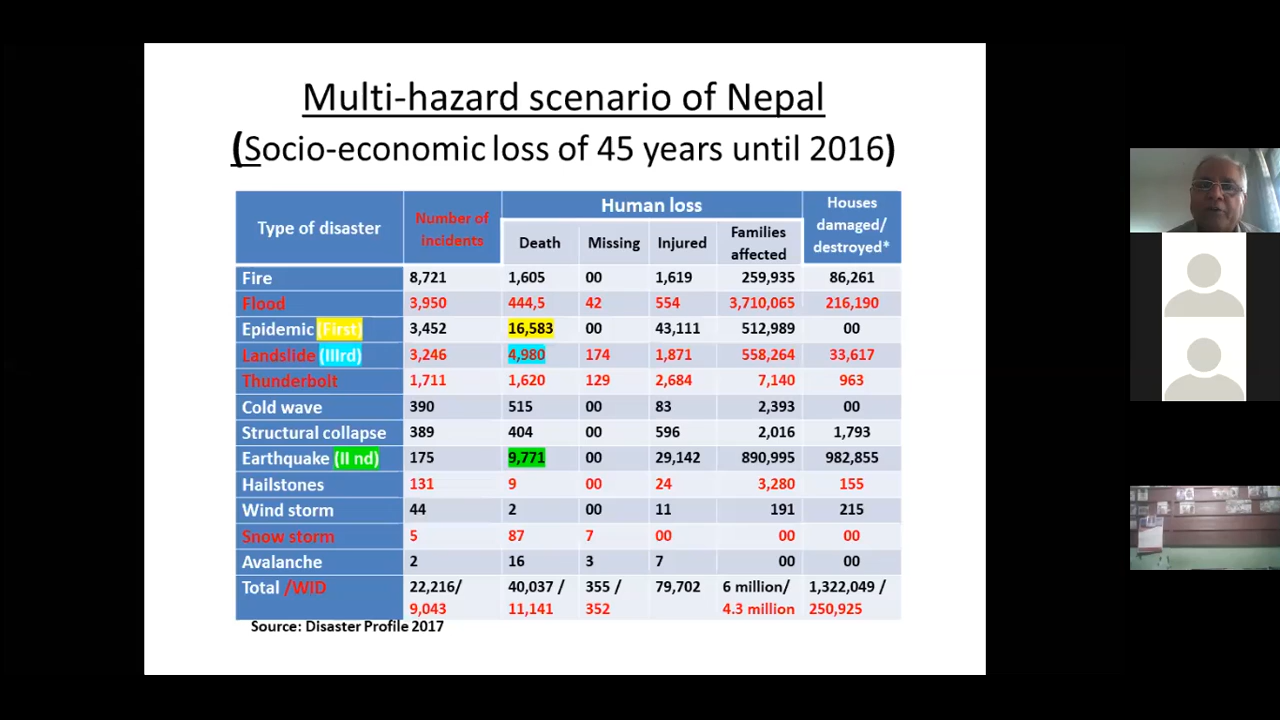 Multi-hazard scenario of Nepal
(Socio-economic loss of 45 years until 2016)
Type of disaster Number of incidents Human loss Houses damaged/ destroyed*
Death Missing Injured Families affected
Fire 8,721 1,605 00 1,619 259,935 86,261
Flood 3,950 444,5 42 554 3,710,065 216,190
Epidemic (First) 3,452 16,583 00 43,111 512,989 00
Landslide (IIIrd) 3,246 4,980 174 1,871 558,264 33,617
Thunderbolt 1,711 1,620 129 2,684 7,140 963
Cold wave 390 515 00 83 2,393 00
Structural collapse 389 404 00 596 2,016 1,793
Earthquake (II nd) 175 9,771 00 29,142 890,995 982,855
Hailstones 131 9 00 24 3,280 155
Wind storm 44 2 00 11 191 215
Snow storm 5 87 7 00 00 00
Avalanche 2 16 3 7 00 00
Total /WID 22,216/ 40,037 / 355 / 79,702 6 million/ 1,322,049 /
9,043 11,141 352 4.3 million 250,925
Source: Disaster Profile 2017